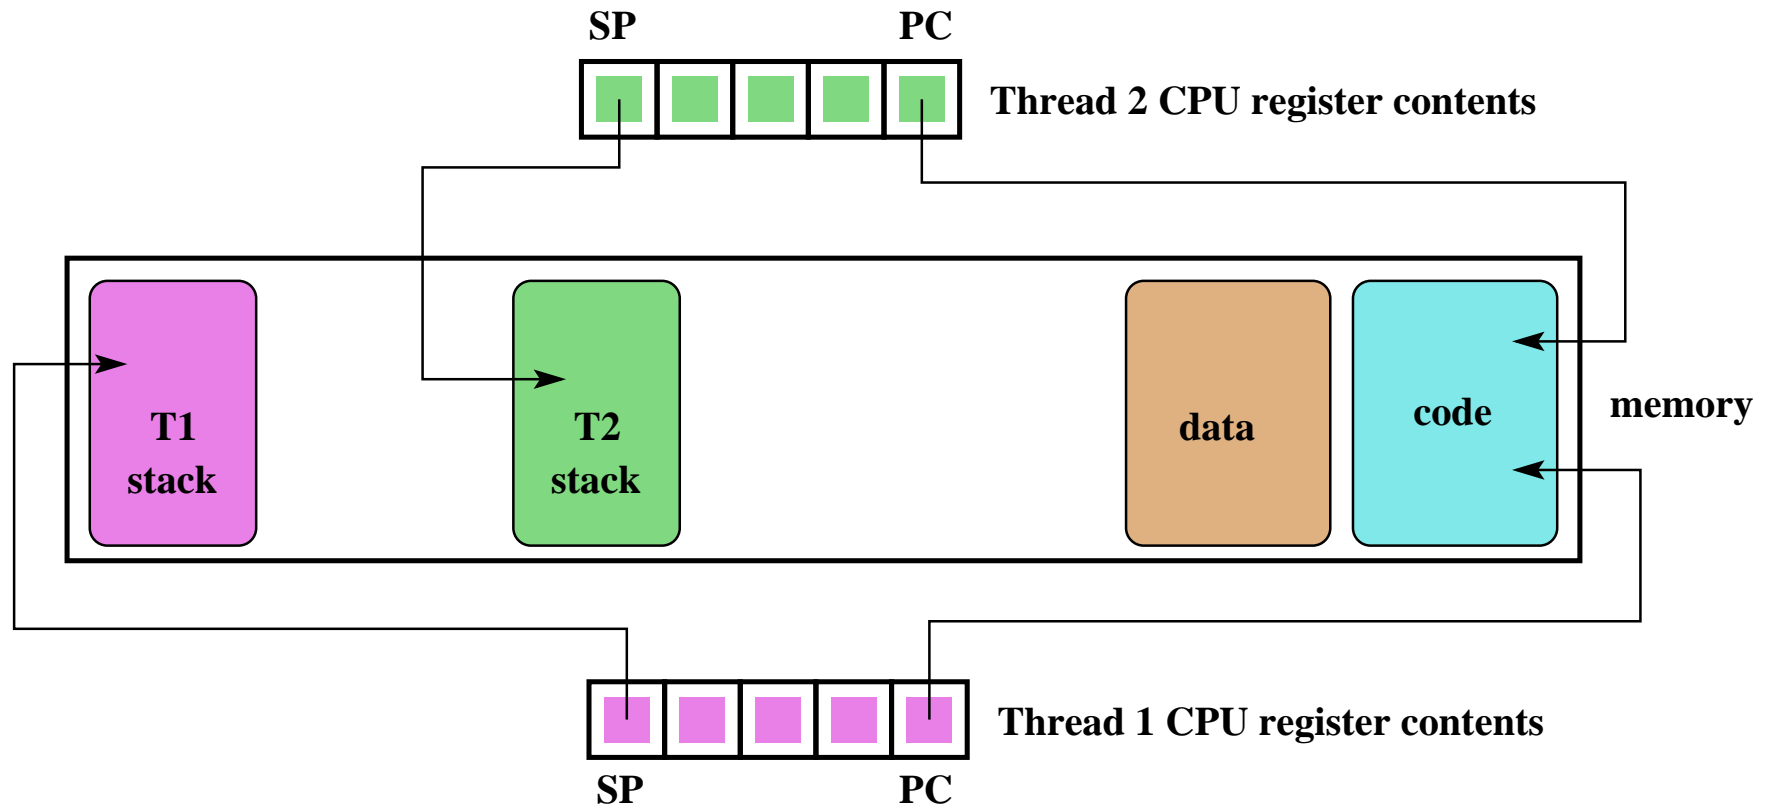 SP PC
Thread 2 CPU register contents
T1
stack
T2
stack
data
code
memory
Thread 1 CPU register contents
SP PC